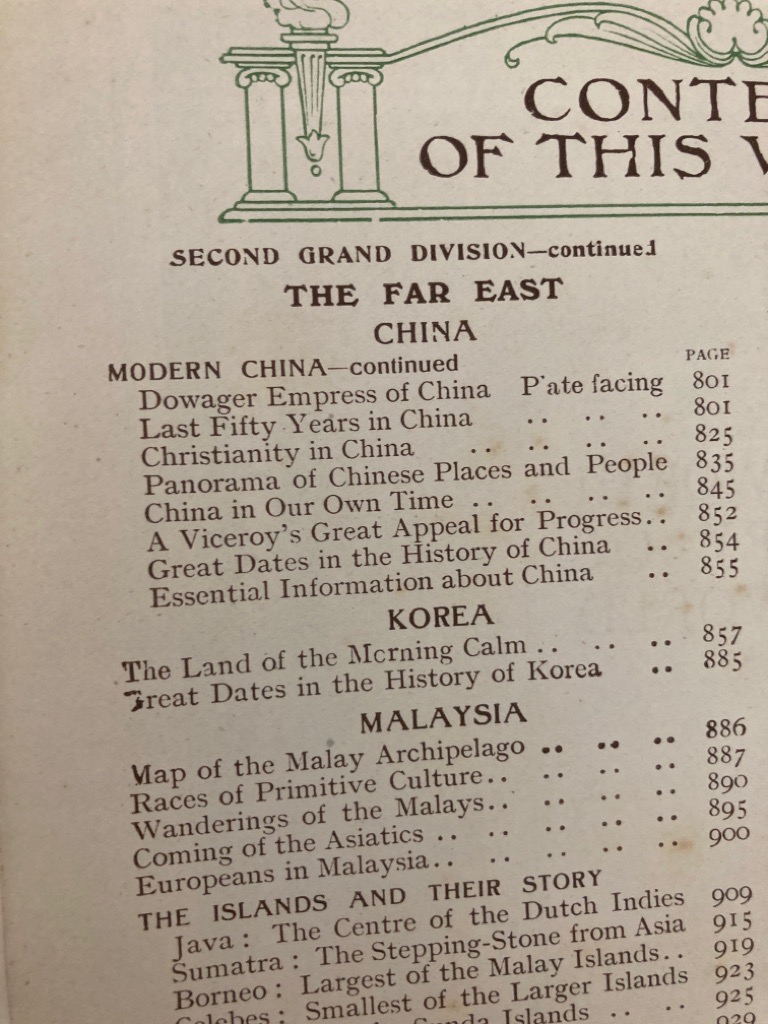 CONTE
OF THIS V
SECOND GRAND DIVISION—continued
THE FAR EAST
CHINA
PAGE
MODERN CHINA—continued
Dowager Empress of China P'ate facing 801
Last Fifty Years in China .. .. .. 801
Christianity in China .. .. .. .. 825
Panorama of Chinese Places and People 835
China in Our Own Time .. .. .. .. 845
A Viceroy's Great Appeal for Progress.. 852
Great Dates in the History of China .. 854
Essential Information about China .. 855
KOREA
The Land of the Morning Calm .. .. .. 857
Great Dates in the History of Korea .. 885
MALAYSIA
Map of the Malay Archipelago .. .. .. 886
Races of Primitive Culture.. .. .. .. 887
Wanderings of the Malays.. .. .. .. 890
Coming of the Asiatics .. .. .. .. .. 895
Europeans in Malaysia.. .. .. .. .. 900
THE ISLANDS AND THEIR STORY
Java: The Centre of the Dutch Indies 909
Sumatra: The Stepping-Stone from Asia 915
Borneo: Largest of the Malay Islands.. 919
Celebes: Smallest of the Larger Islands 923
Sunda Islands .. .. 925
929